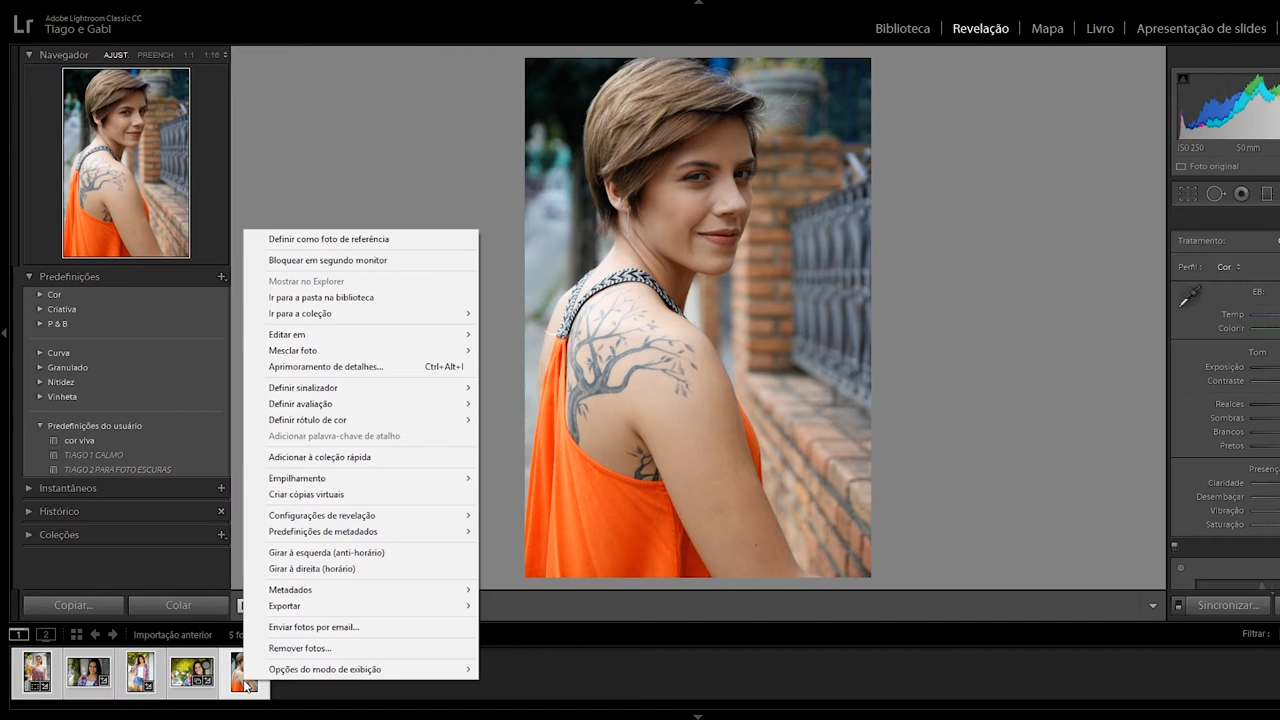 Lr
Adobe Lightroom Classic CC
Tiago e Gabi
Biblioteca
Revelação
Mapa
Livro
Apresentação de slides
Navegador AJUST. PREENCH. 1:1 1:16
Predefinições
Cor
Criativa
P & B
Curva
Granulado
Nitidez
Vinheta
Predefinições do usuário
cor viva
TIAGO 1 CALMO
TIAGO 2 PARA FOTO ESCURAS
Instantâneos
Histórico
Coleções
Copiar...
Colar
Definir como foto de referência
Bloquear em segundo monitor
Mostrar no Explorer
Ir para a pasta na biblioteca
Ir para a coleção
Editar em
Mesclar foto
Aprimoramento de detalhes... Ctrl+Alt+I
Definir sinalizador
Definir avaliação
Definir rótulo de cor
Adicionar palavra-chave de atalho
Adicionar à coleção rápida
Empilhamento
Criar cópias virtuais
Configurações de revelação
Predefinições de metadados
Girar à esquerda (anti-horário)
Girar à direita (horário)
Metadados
Exportar
Enviar fotos por email...
Remover fotos...
Opções do modo de exibição
ISO 250 50 mm
Foto original
Tratamento:
Perfil: Cor
EB:
Temp
Colorir
Tom
Exposição
Contraste
Realces
Sombras
Brancos
Pretos
Presença
Claridade
Desembaçar
Vibração
Saturação
Sincronizar...
1 2 Importação anterior 5 fo
Filtrar :